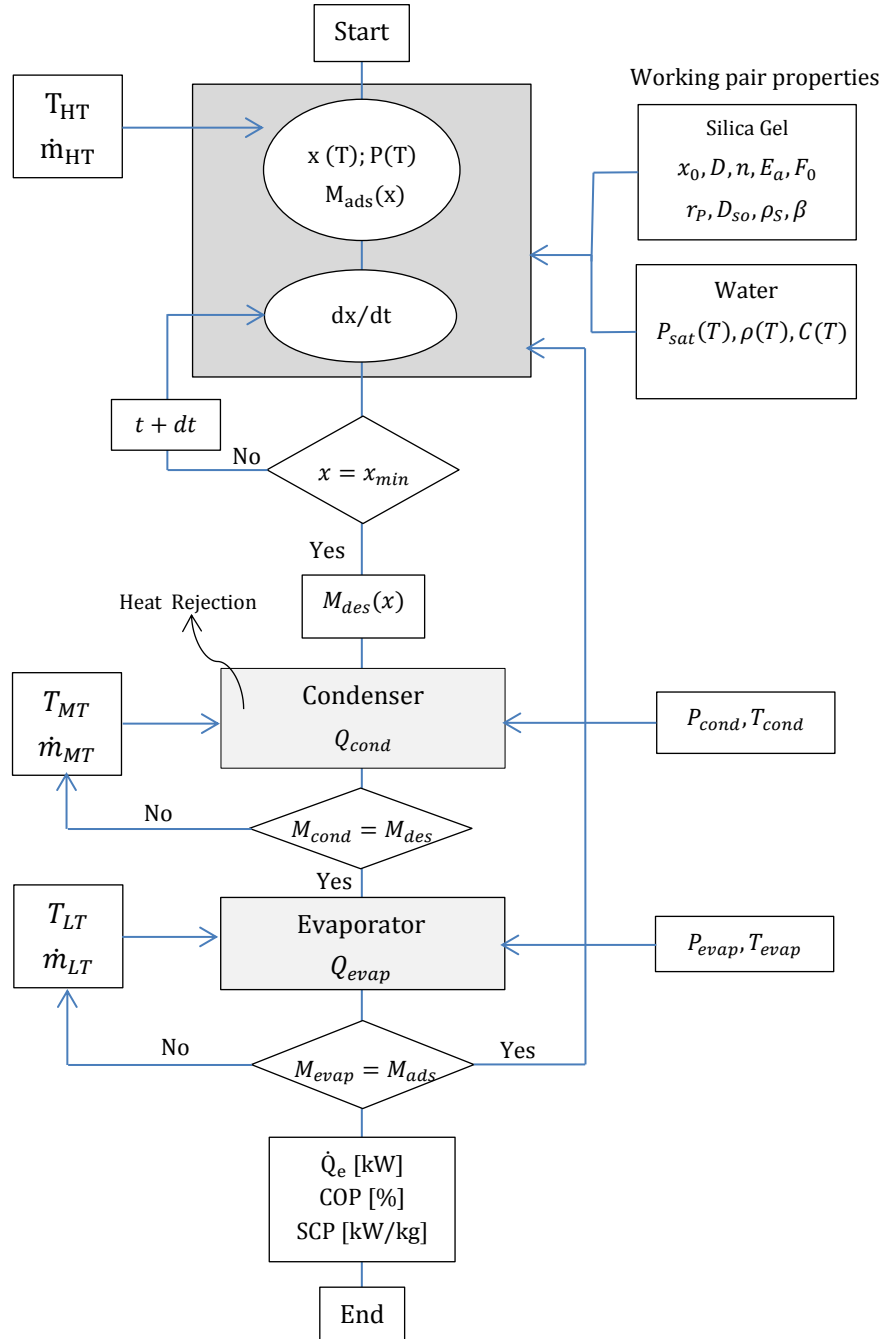 Start
T_HT
ṁ_HT
Working pair properties
Silica Gel
x_0, D, n, E_a, F_0
r_P, D_so, ρ_S, β
x (T); P(T)
M_ads(x)
Water
P_sat(T), ρ(T), C(T)
dx/dt
t + dt
No
x = x_min
Yes
M_des(x)
Heat Rejection
Condenser
Q_cond
T_MT
ṁ_MT
P_cond, T_cond
No
M_cond = M_des
Yes
Evaporator
Q_evap
T_LT
ṁ_LT
P_evap, T_evap
No
M_evap = M_ads
Yes
Q̇_e [kW]
COP [%]
SCP [kW/kg]
End